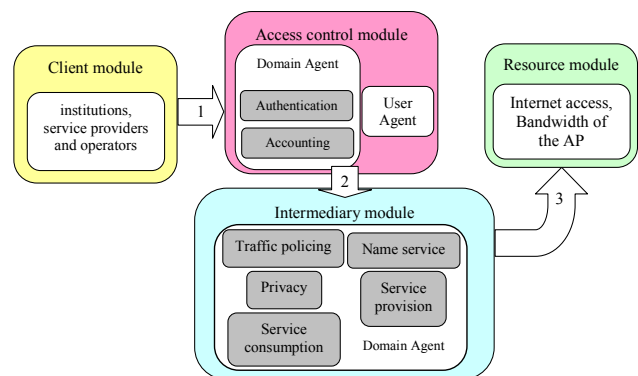 Client module
institutions,
service providers
and operators
1
Access control module
Domain Agent
Authentication
Accounting
User
Agent
2
Intermediary module
Traffic policing
Name service
Privacy
Service
provision
Service
consumption
Domain Agent
3
Resource module
Internet access,
Bandwidth of
the AP